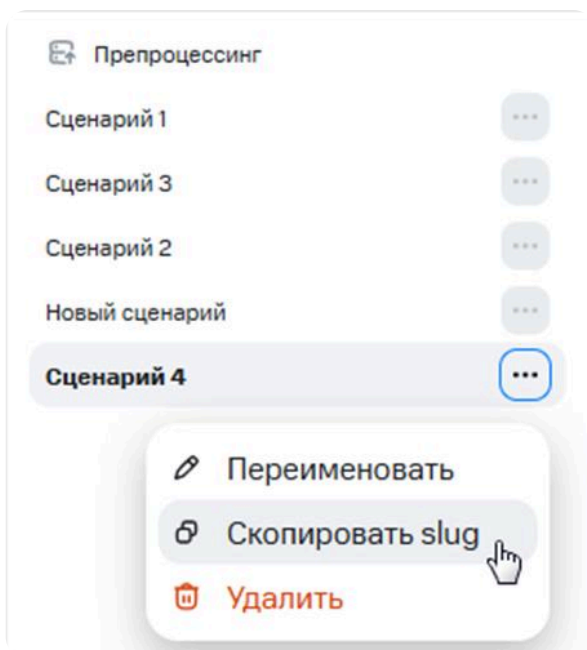 Препроцессинг
Сценарий 1
Сценарий 3
Сценарий 2
Новый сценарий
Сценарий 4
Переименовать
Скопировать slug
Удалить